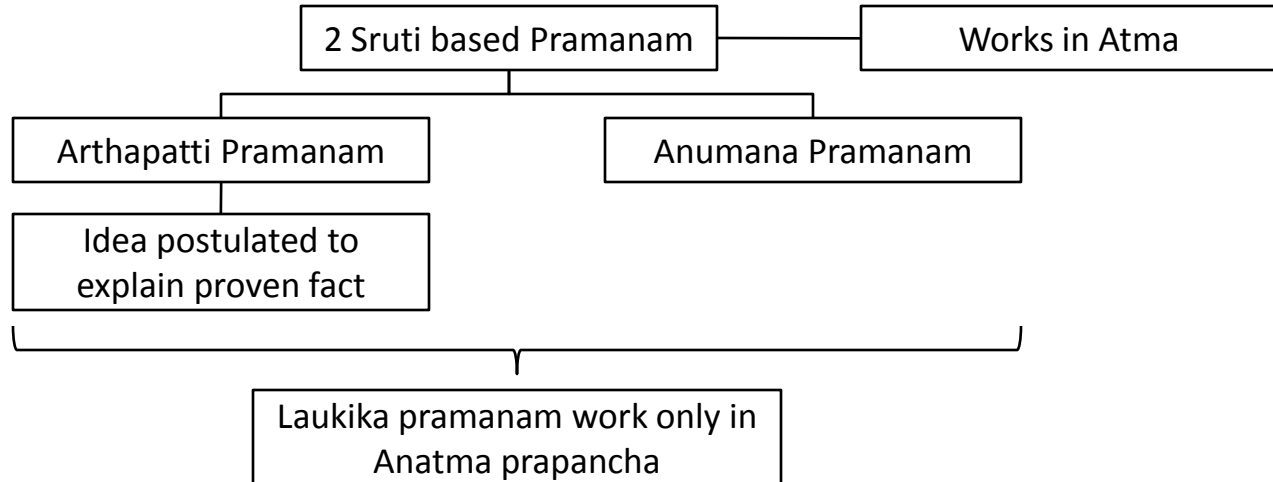 2 Sruti based Pramanam
Works in Atma
Arthapatti Pramanam
Anumana Pramanam
Idea postulated to
explain proven fact
Laukika pramanam work only in
Anatma prapancha